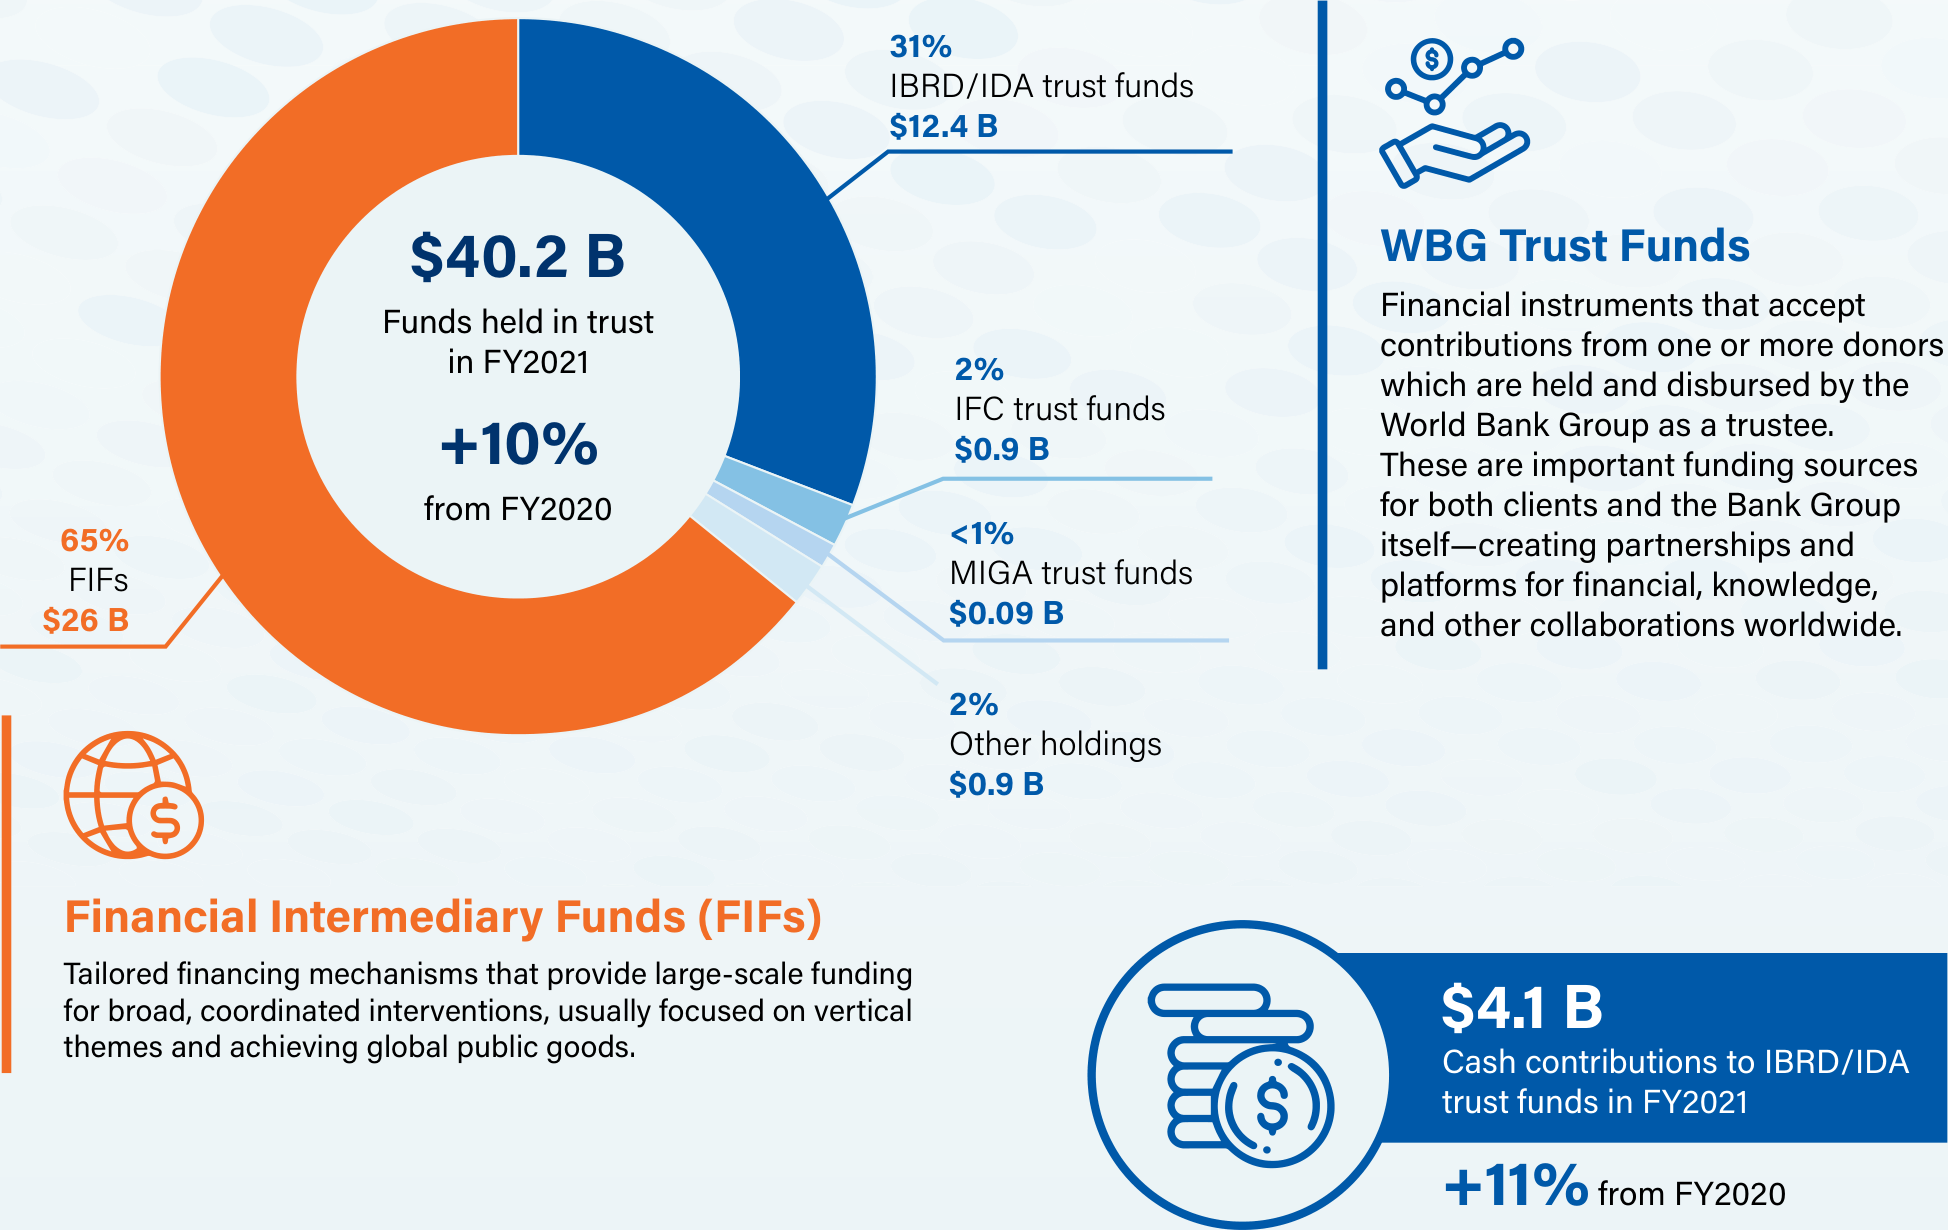 31%
IBRD/IDA trust funds
$12.4 B
$40.2 B
Funds held in trust
in FY2021
+10%
from FY2020
2%
IFC trust funds
$0.9 B
<1%
MIGA trust funds
$0.09 B
2%
Other holdings
$0.9 B
65%
FIFs
$26 B
WBG Trust Funds
Financial instruments that accept
contributions from one or more donors
which are held and disbursed by the
World Bank Group as a trustee.
These are important funding sources
for both clients and the Bank Group
itself—creating partnerships and
platforms for financial, knowledge,
and other collaborations worldwide.
Financial Intermediary Funds (FIFs)
Tailored financing mechanisms that provide large-scale funding
for broad, coordinated interventions, usually focused on vertical
themes and achieving global public goods.
$4.1 B
Cash contributions to IBRD/IDA
trust funds in FY2021
+11% from FY2020